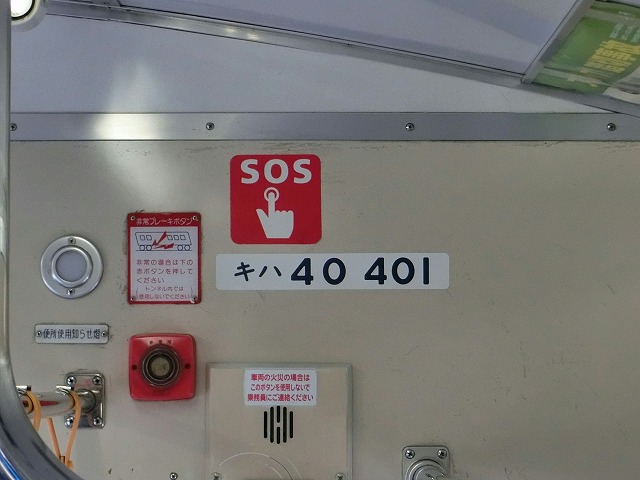 SOS
非常ブレーキボタン
非常の場合は下の
赤ボタンを押して
ください
トンネル内では
使用しないでください
キハ 40 401
便所使用知らせ燈
車両の火災の場合は
このボタンを使用しないで
乗務員にご連絡ください